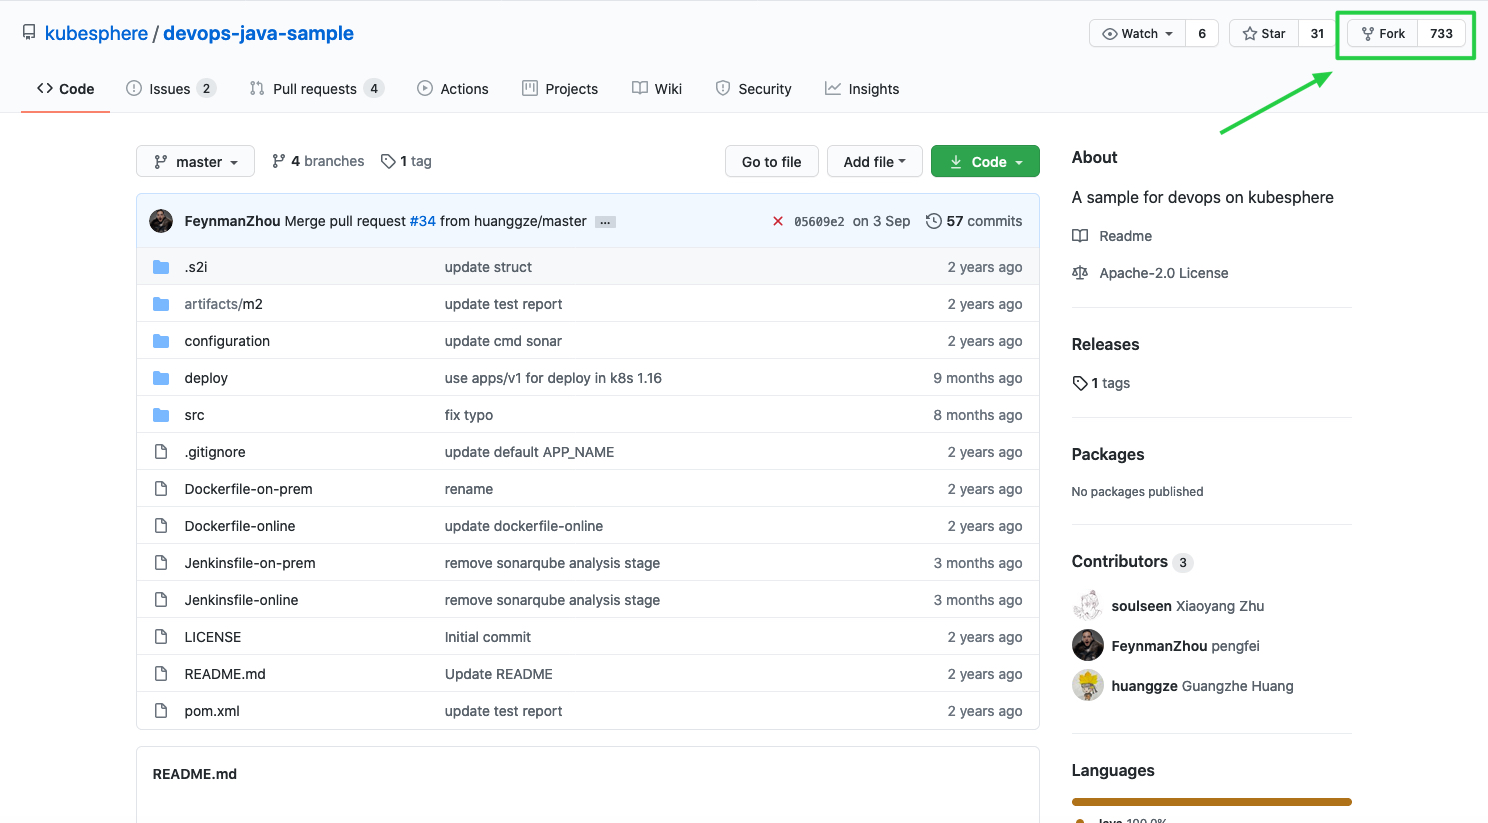 kubesphere / devops-java-sample
Watch 6 Star 31 Fork 733
Code Issues 2 Pull requests 4 Actions Projects Wiki Security Insights
master 4 branches 1 tag Go to file Add file Code
FeynmanZhou Merge pull request #34 from huanggze/master ... 05609e2 on 3 Sep 57 commits
.s2i update struct 2 years ago
artifacts/m2 update test report 2 years ago
configuration update cmd sonar 2 years ago
deploy use apps/v1 for deploy in k8s 1.16 9 months ago
src fix typo 8 months ago
.gitignore update default APP_NAME 2 years ago
Dockerfile-on-prem rename 2 years ago
Dockerfile-online update dockerfile-online 2 years ago
Jenkinsfile-on-prem remove sonarqube analysis stage 3 months ago
Jenkinsfile-online remove sonarqube analysis stage 3 months ago
LICENSE Initial commit 2 years ago
README.md Update README 2 years ago
pom.xml update test report 2 years ago
README.md
About
A sample for devops on kubesphere
Readme
Apache-2.0 License
Releases
1 tags
Packages
No packages published
Contributors 3
soulseen Xiaoyang Zhu
FeynmanZhou pengfei
huanggze Guangzhe Huang
Languages
Java 100.0%